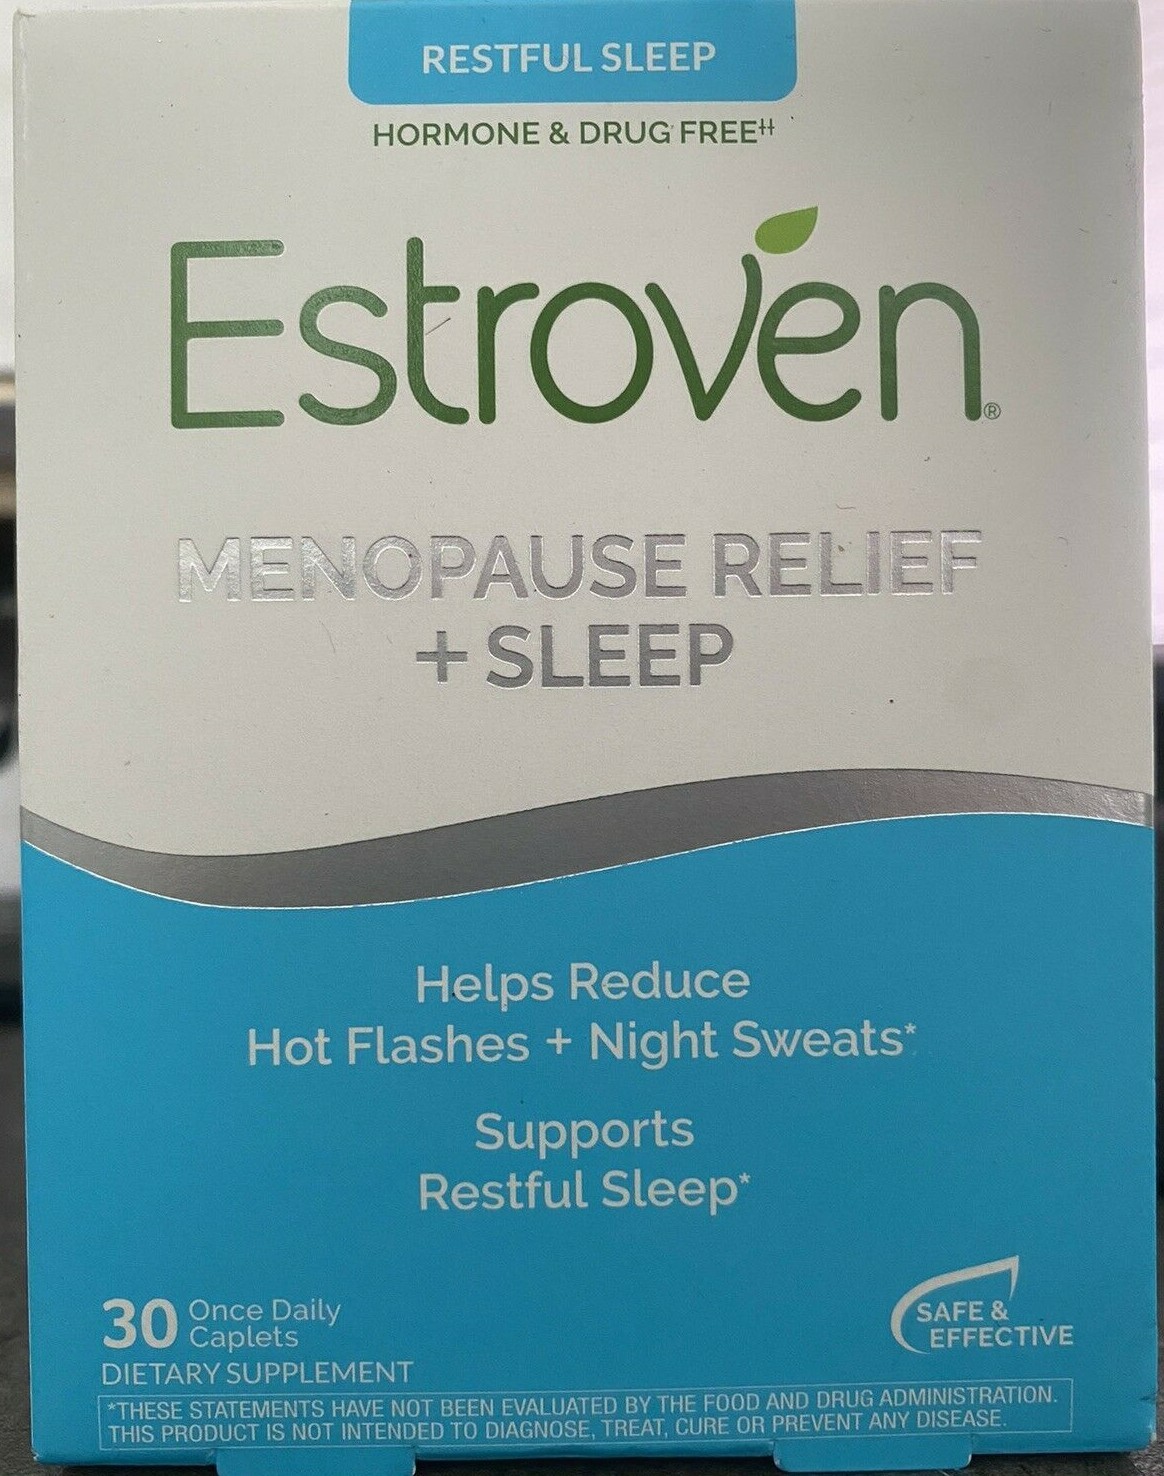 RESTFUL SLEEP
HORMONE & DRUG FREE††
Estroven®
MENOPAUSE RELIEF
+ SLEEP
Helps Reduce
Hot Flashes + Night Sweats*
Supports
Restful Sleep*
30 Once Daily
Caplets
DIETARY SUPPLEMENT
SAFE &
EFFECTIVE
*THESE STATEMENTS HAVE NOT BEEN EVALUATED BY THE FOOD AND DRUG ADMINISTRATION.
THIS PRODUCT IS NOT INTENDED TO DIAGNOSE, TREAT, CURE OR PREVENT ANY DISEASE.